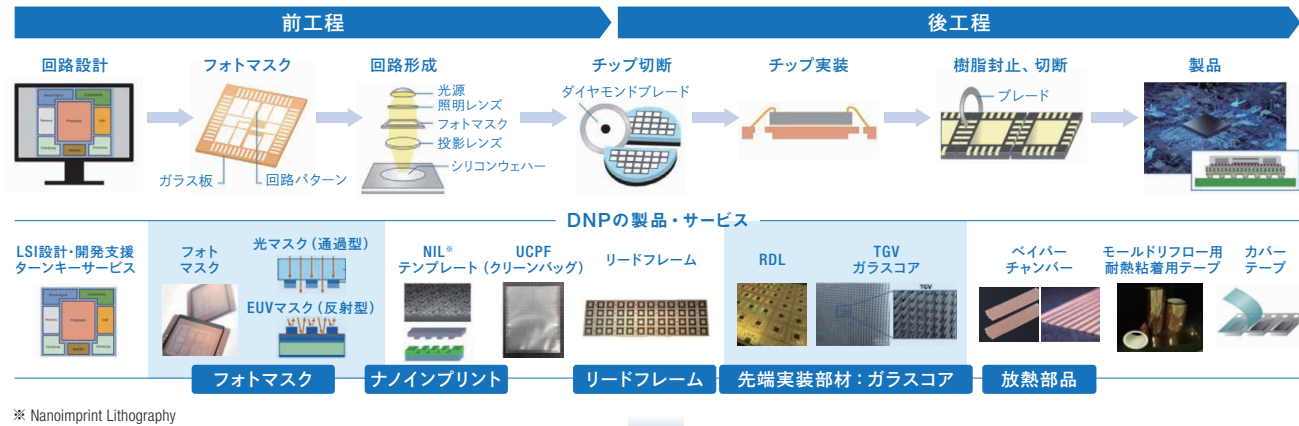 前工程
後工程
回路設計
フォトマスク
回路形成
チップ切断
チップ実装
樹脂封止、切断
製品
光源
照明レンズ
フォトマスク
投影レンズ
シリコンウェハー
ガラス板
回路パターン
ダイヤモンドブレード
ブレード
DNPの製品・サービス
LSI設計・開発支援
ターンキーサービス
フォト
マスク
光マスク（通過型）
EUVマスク（反射型）
NIL※
テンプレート
UCPF
（クリーンバッグ）
リードフレーム
RDL
TGV
ガラスコア
TGV
ベイパー
チャンバー
モールドリフロー用
耐熱粘着用テープ
カバー
テープ
フォトマスク
ナノインプリント
リードフレーム
先端実装部材：ガラスコア
放熱部品
※ Nanoimprint Lithography